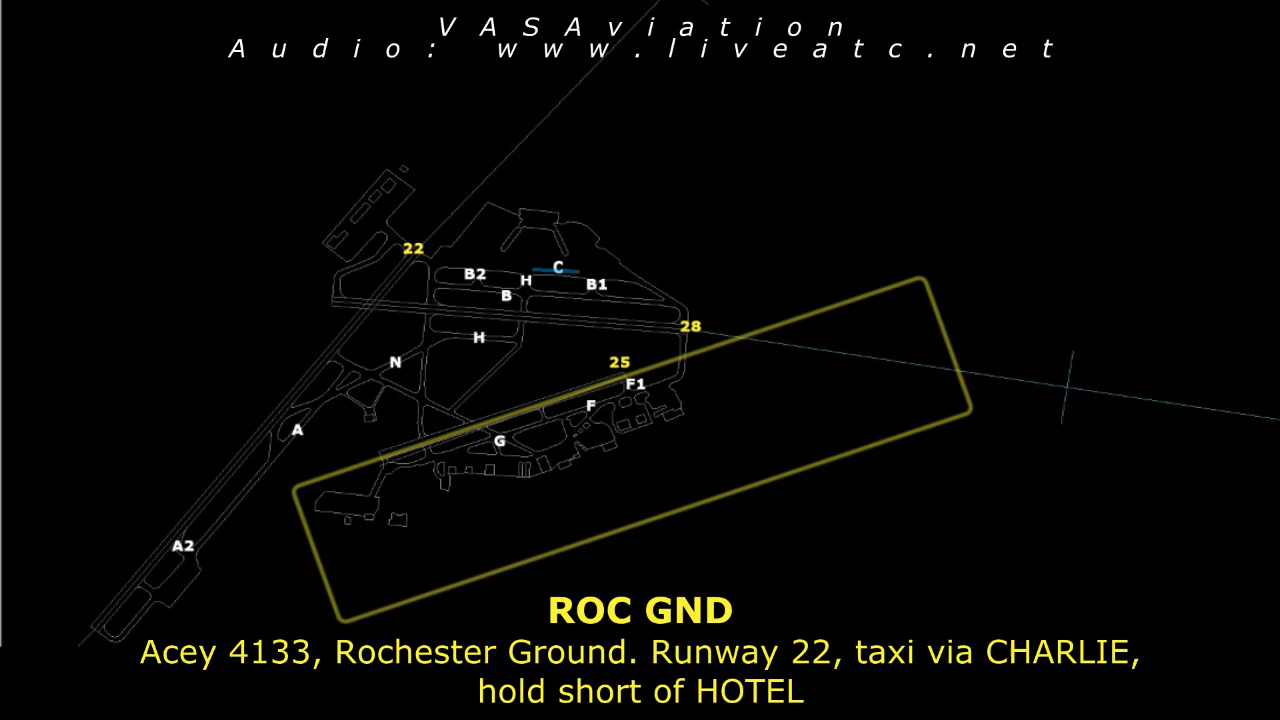 V A S A v i a t i o n
A u d i o : w w w . l i v e a t c . n e t
22
C
B2
H
B1
B
28
H
N
25
F1
F
A
G
A2
ROC GND
Acey 4133, Rochester Ground. Runway 22, taxi via CHARLIE,
hold short of HOTEL